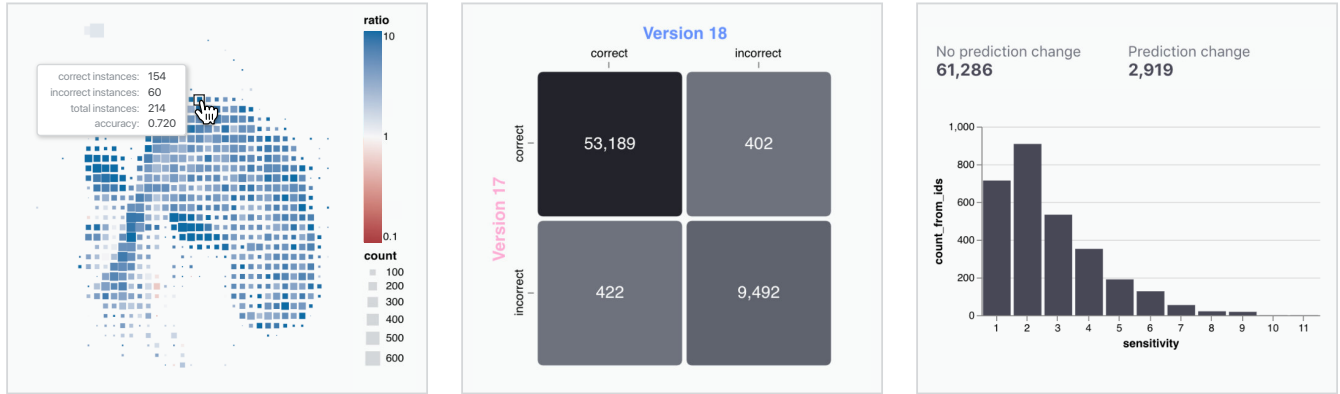 ratio
10
1
0.1
count
100
200
300
400
500
600
correct instances: 154
incorrect instances: 60
total instances: 214
accuracy: 0.720
Version 18
correct incorrect
Version 17
correct
53,189 402
incorrect
422 9,492
No prediction change Prediction change
61,286 2,919
1,000
800
600
400
200
0
count_from_ids
1 2 3 4 5 6 7 8 9 10 11
sensitivity